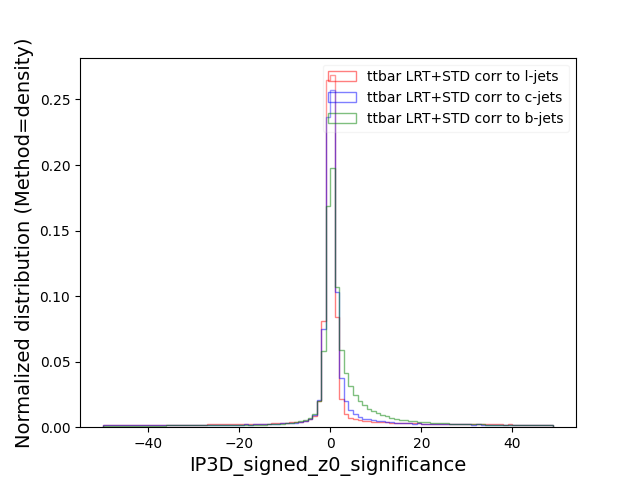 ttbar LRT+STD corr to l-jets
ttbar LRT+STD corr to c-jets
ttbar LRT+STD corr to b-jets
Normalized distribution (Method=density)
0.25
0.20
0.15
0.10
0.05
0.00
−40
−20
0
20
40
IP3D_signed_z0_significance